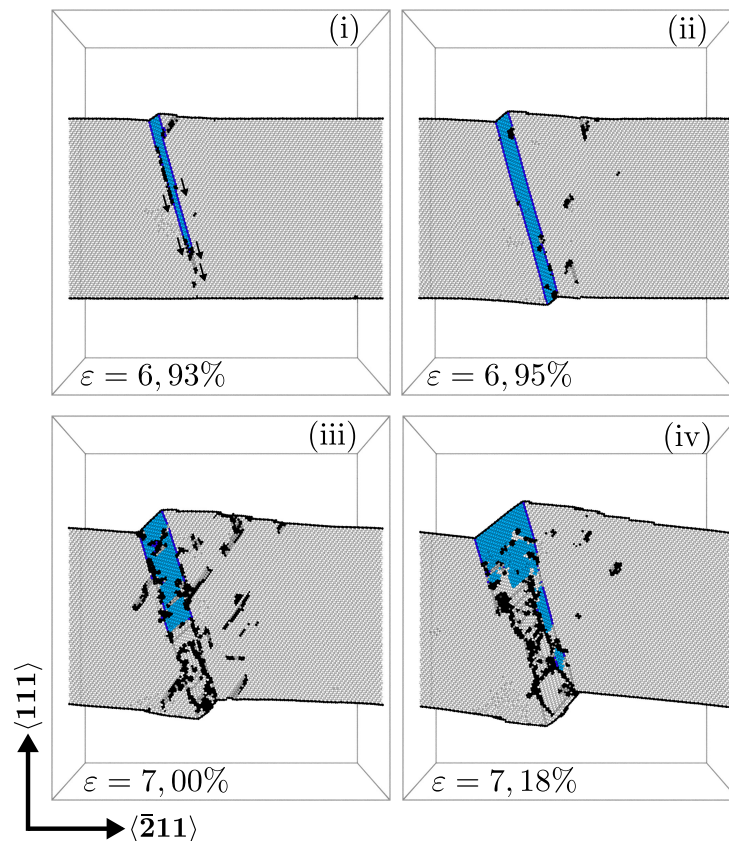 (i)
(ii)
ε = 6, 93%
ε = 6, 95%
(iii)
(iv)
ε = 7, 00%
ε = 7, 18%
⟨111⟩
⟨2̄11⟩